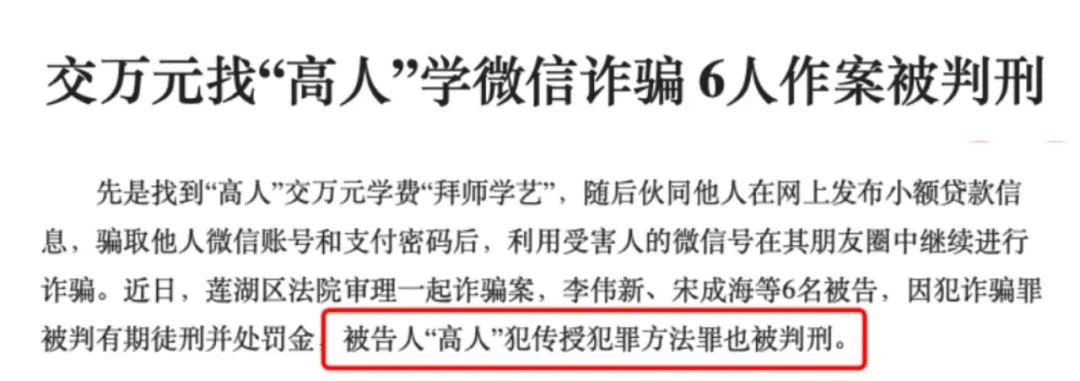 交万元找“高人”学微信诈骗 6人作案被判刑
先是找到“高人”交万元学费“拜师学艺”，随后伙同他人在网上发布小额贷款信
息，骗取他人微信账号和支付密码后，利用受害人的微信号在其朋友圈中继续进行
诈骗。近日，莲湖区法院审理一起诈骗案，李伟新、宋成海等6名被告，因犯诈骗罪
被判有期徒刑并处罚金，被告人“高人”犯传授犯罪方法罪也被判刑。